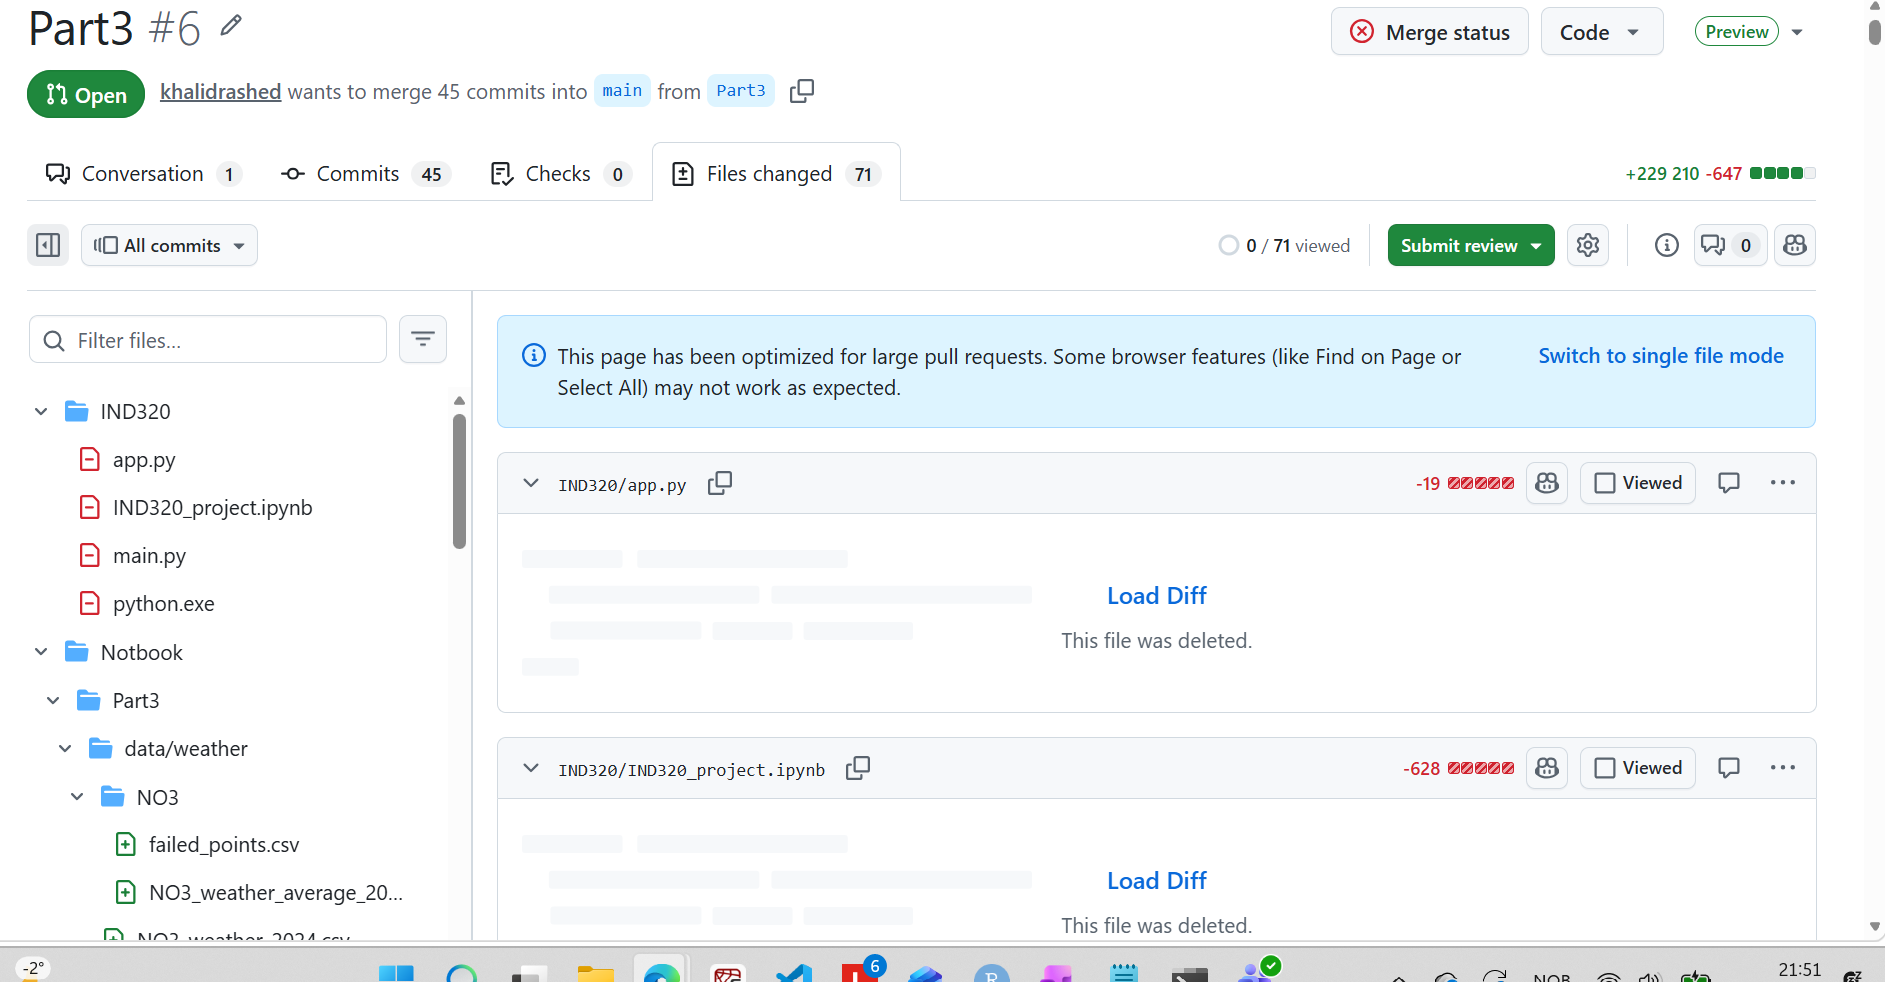 Part3 #6
Merge status
Code
Preview
Open
khalidrashed wants to merge 45 commits into main from Part3
Conversation 1
Commits 45
Checks 0
Files changed 71
+229 210 -647
All commits
0 / 71 viewed
Submit review
0
Filter files...
This page has been optimized for large pull requests. Some browser features (like Find on Page or
Select All) may not work as expected.
Switch to single file mode
IND320
app.py
IND320_project.ipynb
main.py
python.exe
Notbook
Part3
data/weather
NO3
failed_points.csv
NO3_weather_average_20...
NO3_weather_2024.csv
IND320/app.py
-19
Viewed
Load Diff
This file was deleted.
IND320/IND320_project.ipynb
-628
Viewed
Load Diff
This file was deleted.
-2°
6
R
NOB
21:51